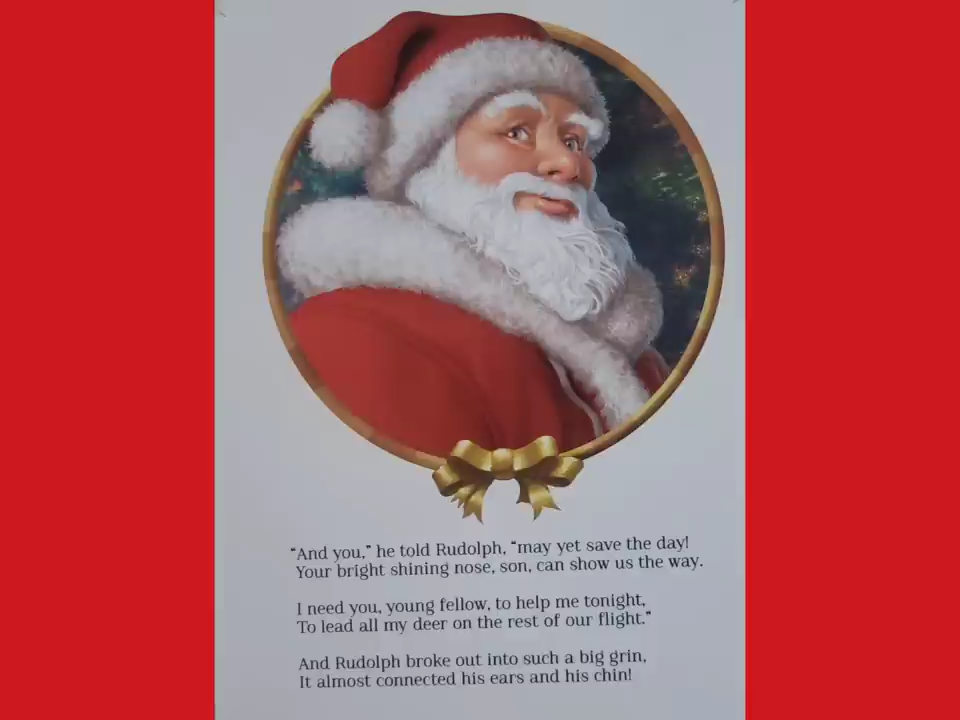 “And you,” he told Rudolph, “may yet save the day!
Your bright shining nose, son, can show us the way.
I need you, young fellow, to help me tonight,
To lead all my deer on the rest of our flight.”
And Rudolph broke out into such a big grin,
It almost connected his ears and his chin!